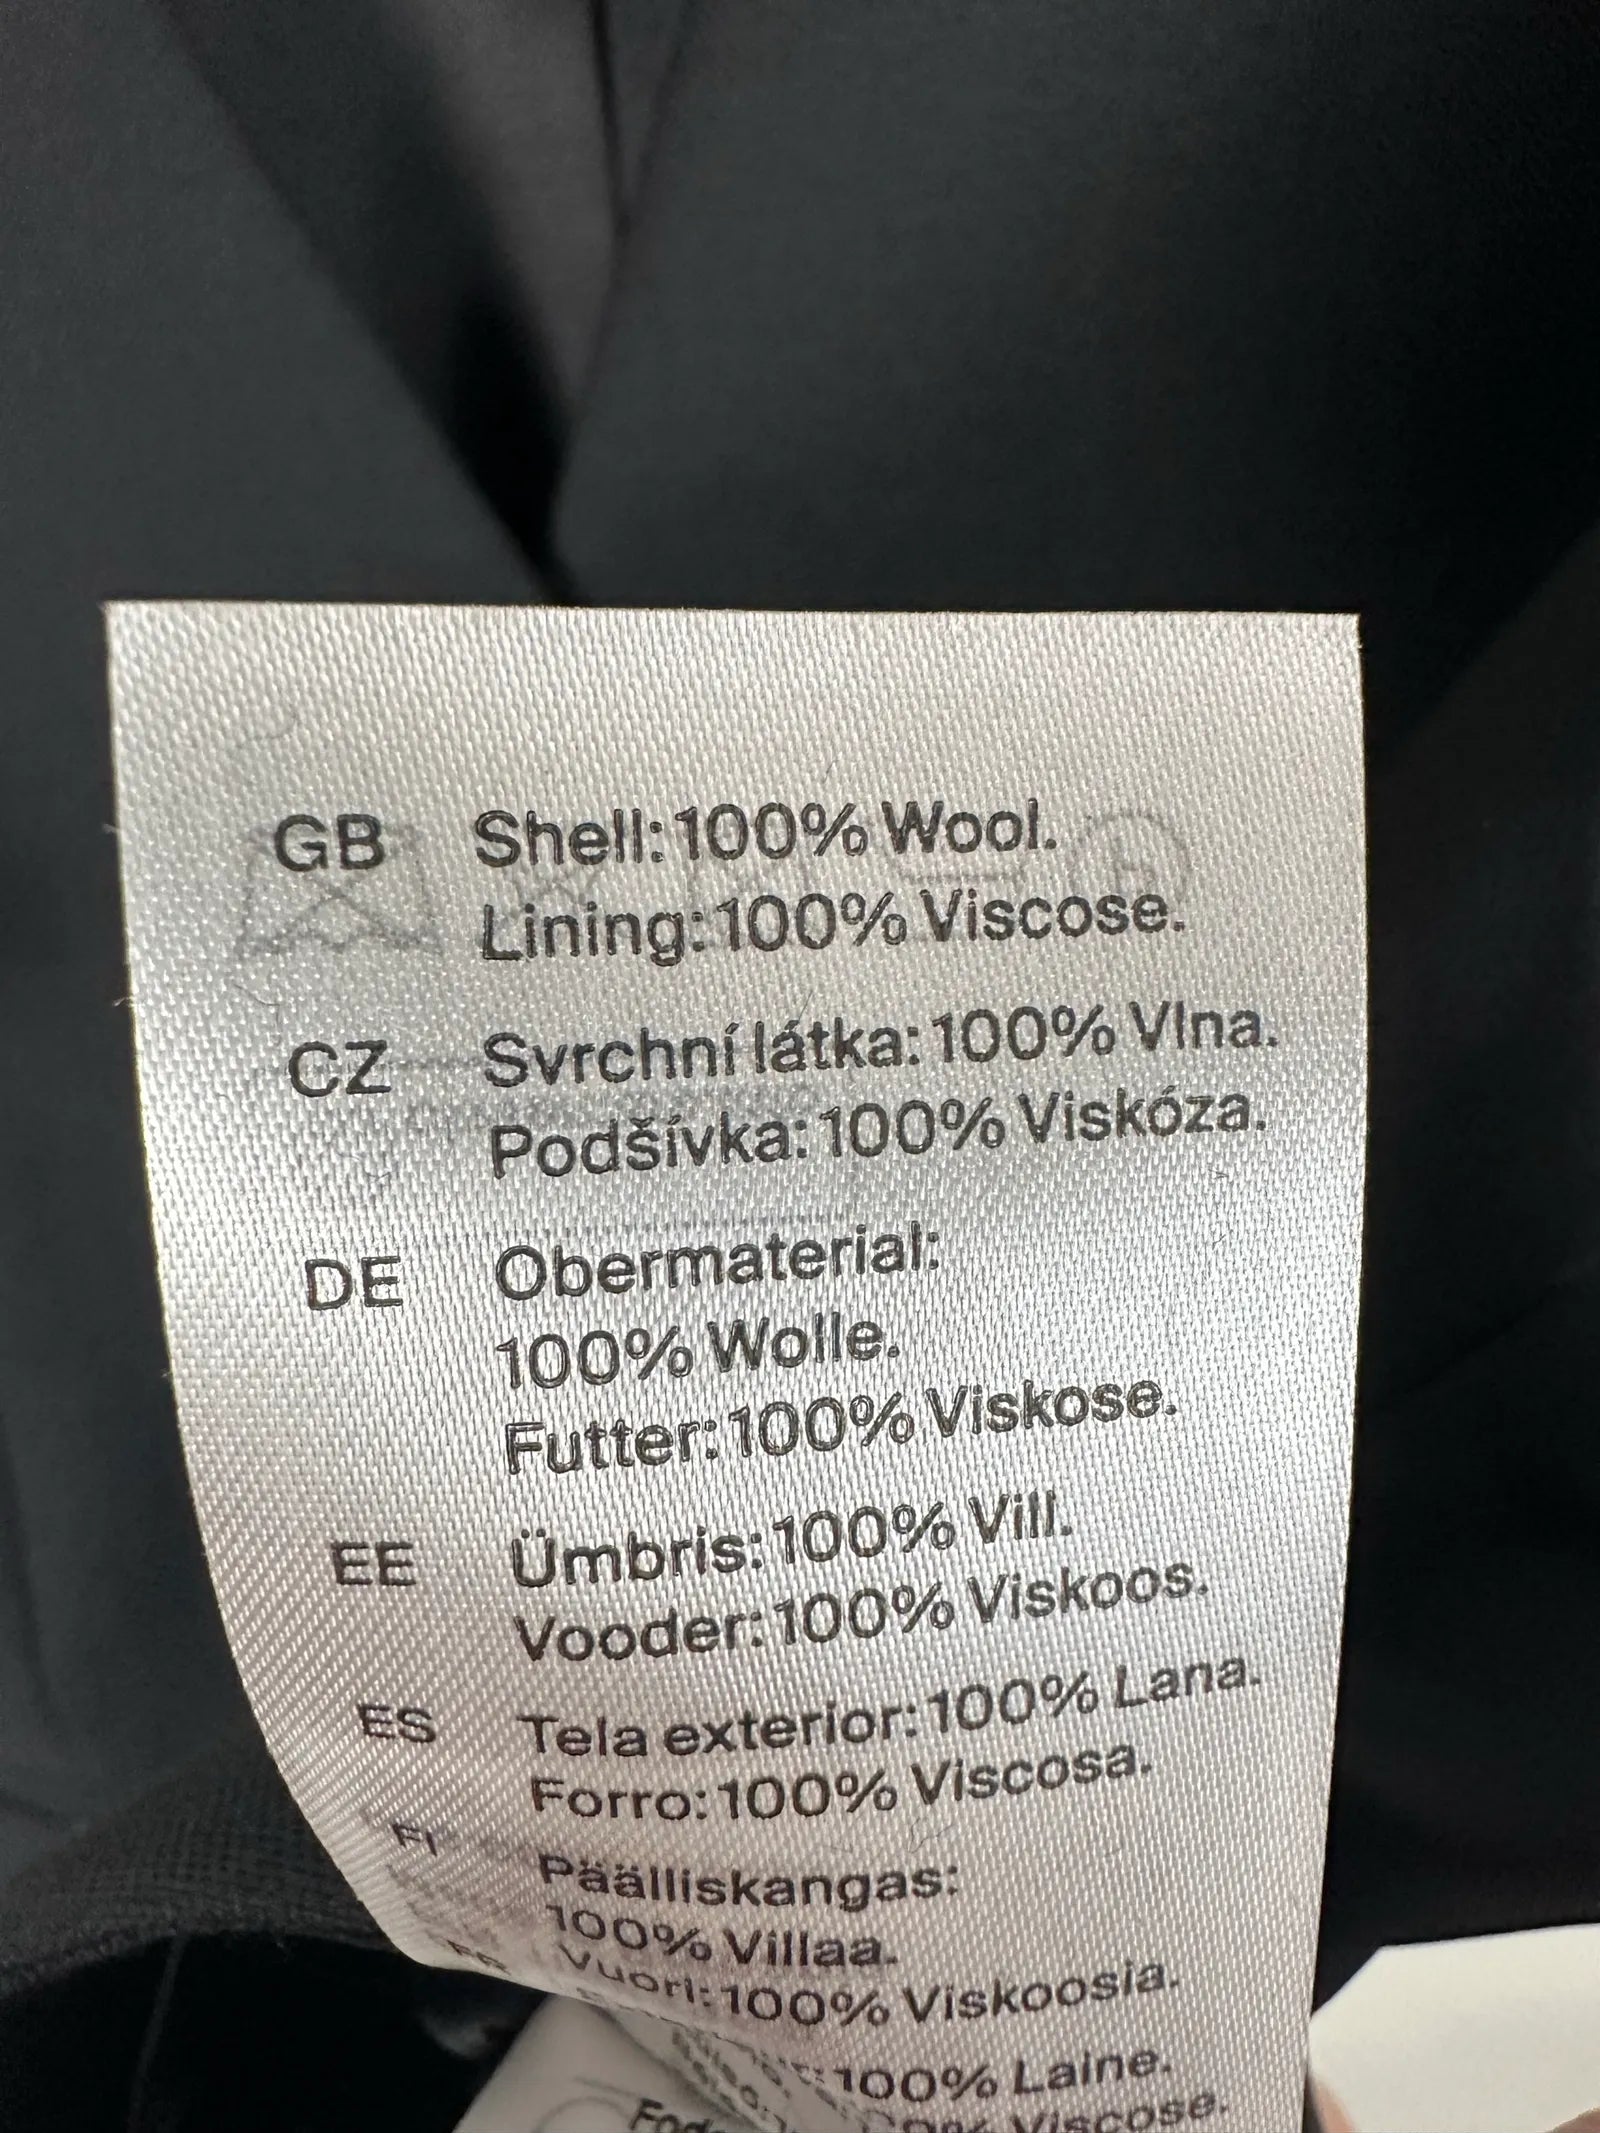 GB Shell: 100% Wool.
Lining: 100% Viscose.
CZ Svrchní látka: 100% Vlna.
Podšívka: 100% Viskóza.
DE Obermaterial:
100% Wolle.
Futter: 100% Viskose.
EE Ümbris: 100% Vill.
Vooder: 100% Viskoos.
ES Tela exterior: 100% Lana.
Forro: 100% Viscosa.
FI Päälliskangas:
100% Villaa.
Vuori: 100% Viskoosia.
FR 100% Laine.
Viscose.